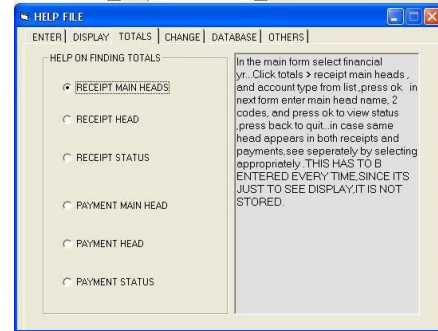 HELP FILE
ENTER DISPLAY TOTALS CHANGE DATABASE OTHERS
HELP ON FINDING TOTALS
RECEIPT MAIN HEADS
RECEIPT HEAD
RECEIPT STATUS
PAYMENT MAIN HEAD
PAYMENT HEAD
PAYMENT STATUS
In the main form select financial
yr...Click totals > receipt main heads ,
and account type from list ,press ok in
next form enter main head name, 2
codes, and press ok to view status
,press back to quit...in case same
head appears in both receipts and
payments,see seperately by selecting
appropriately .THIS HAS TO B
ENTERED EVERY TIME,SINCE ITS
JUST TO SEE DISPLAY,IT IS NOT
STORED.